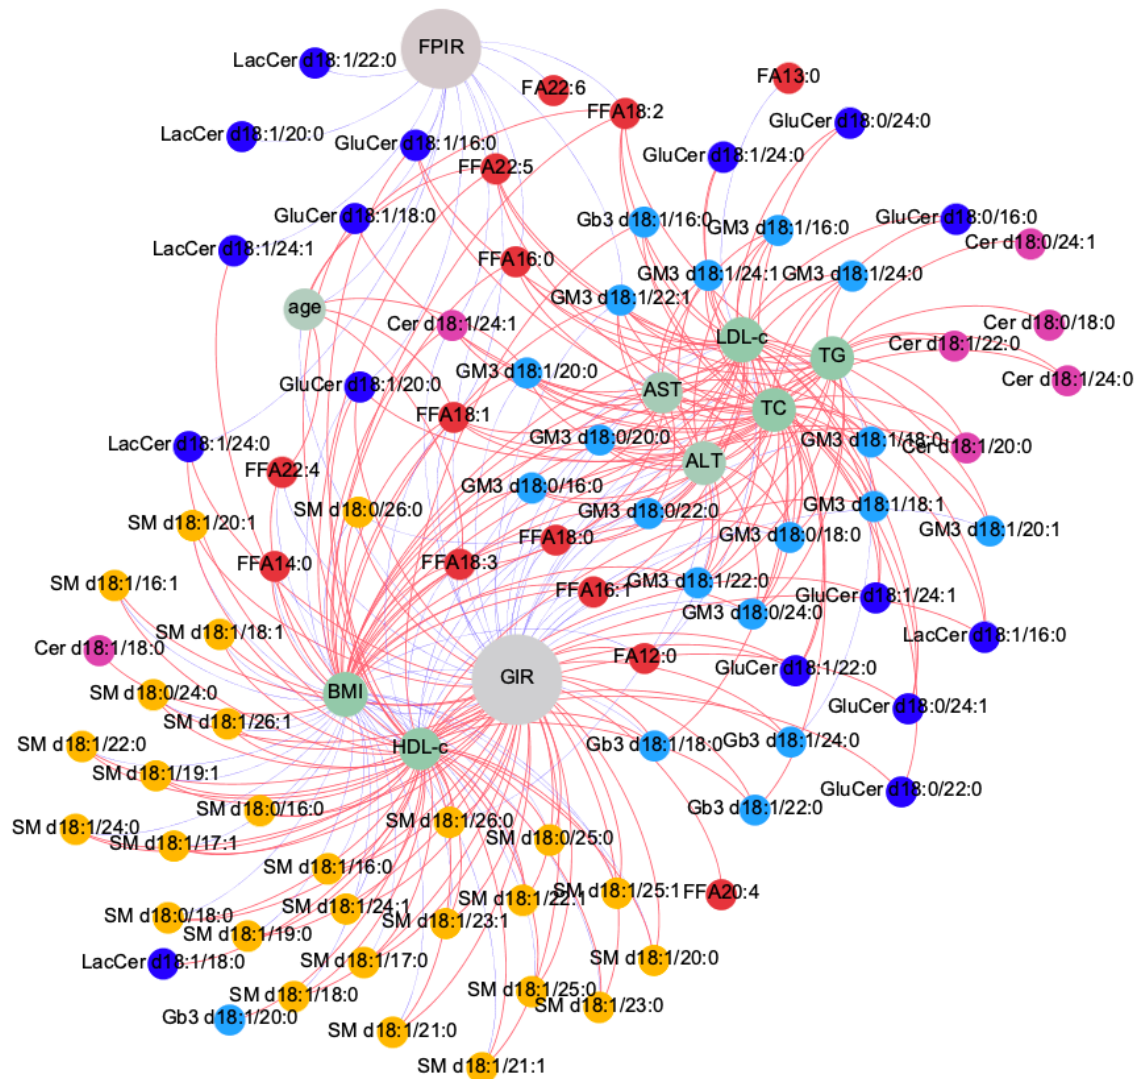 FPIR
LacCer d18:1/22:0
FA22:6
FA13:0
FFA18:2
GluCer d18:0/24:0
LacCer d18:1/20:0
GluCer d18:1/16:0
GluCer d18:1/24:0
FFA22:5
GluCer d18:1/18:0
Gb3 d18:1/16:0
GM3 d18:1/16:0
GluCer d18:0/16:0
Cer d18:0/24:1
LacCer d18:1/24:1
FFA16:0
GM3 d18:1/24:1
GM3 d18:1/24:0
GM3 d18:1/22:1
age
Cer d18:1/24:1
LDL-c
Cer d18:0/18:0
TG
Cer d18:1/22:0
GM3 d18:1/20:0
Cer d18:1/24:0
GluCer d18:1/20:0
AST
TC
FFA18:1
LacCer d18:1/24:0
GM3 d18:0/20:0
GM3 d18:1/18:0
Cer d18:1/20:0
FFA22:4
ALT
GM3 d18:0/16:0
SM d18:0/26:0
GM3 d18:0/22:0
GM3 d18:1/18:1
SM d18:1/20:1
GM3 d18:1/20:1
FFA18:0
GM3 d18:0/18:0
FFA14:0
FFA18:3
SM d18:1/16:1
FFA16:1
GM3 d18:1/22:0
GluCer d18:1/24:1
GM3 d18:0/24:0
SM d18:1/18:1
LacCer d18:1/16:0
Cer d18:1/18:0
FA12:0
GluCer d18:1/22:0
GIR
SM d18:0/24:0
BMI
GluCer d18:0/24:1
SM d18:1/26:1
SM d18:1/22:0
HDL-c
Gb3 d18:1/18:0
Gb3 d18:1/24:0
SM d18:1/19:1
GluCer d18:0/22:0
SM d18:0/16:0
Gb3 d18:1/22:0
SM d18:1/24:0
SM d18:1/26:0
SM d18:0/25:0
SM d18:1/17:1
SM d18:1/16:0
SM d18:1/22:1
SM d18:1/25:1
FFA20:4
SM d18:0/18:0
SM d18:1/24:1
SM d18:1/23:1
SM d18:1/19:0
LacCer d18:1/18:0
SM d18:1/17:0
SM d18:1/20:0
SM d18:1/18:0
SM d18:1/25:0
SM d18:1/23:0
Gb3 d18:1/20:0
SM d18:1/21:0
SM d18:1/21:1